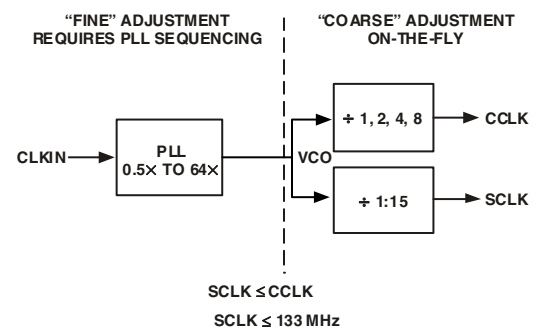 “FINE” ADJUSTMENT
REQUIRES PLL SEQUENCING
“COARSE” ADJUSTMENT
ON-THE-FLY
CLKIN
PLL
0.5× TO 64×
VCO
÷ 1, 2, 4, 8
CCLK
÷ 1:15
SCLK
SCLK ≤ CCLK
SCLK ≤ 133 MHz